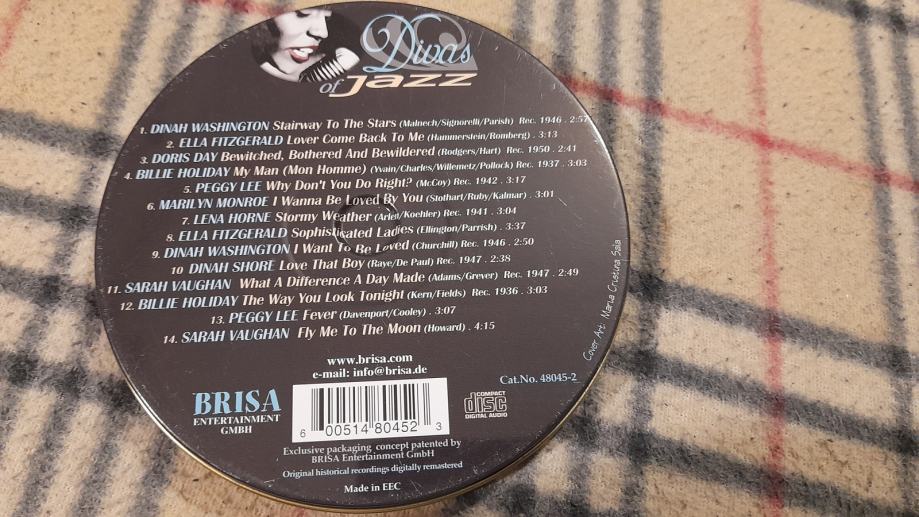 Divas
of Jazz
1. DINAH WASHINGTON Stairway To The Stars (Malnech/Signorelli/Parish) Rec. 1946 . 2:57
2. ELLA FITZGERALD Lover Come Back To Me (Hammerstein/Romberg) . 3:13
3. DORIS DAY Bewitched, Bothered And Bewildered (Rodgers/Hart) Rec. 1950 . 2:41
4. BILLIE HOLIDAY My Man (Mon Homme) (Yvain/Charles/Willemetz/Pollock) Rec. 1937 . 3:03
5. PEGGY LEE Why Don't You Do Right? (McCoy) Rec. 1942 . 3:17
6. MARILYN MONROE I Wanna Be Loved By You (Stothart/Ruby/Kalmar) . 3:01
7. LENA HORNE Stormy Weather (Arlen/Koehler) Rec. 1941 . 3:04
8. ELLA FITZGERALD Sophisticated Ladies (Ellington/Parrish) . 3:37
9. DINAH WASHINGTON I Want To Be Loved (Churchill) Rec. 1946 . 2:50
10 DINAH SHORE Love That Boy (Raye/De Paul) Rec. 1947 . 2:38
11. SARAH VAUGHAN What A Difference A Day Made (Adams/Grever) Rec. 1947 . 2:49
12. BILLIE HOLIDAY The Way You Look Tonight (Kern/Fields) Rec. 1936 . 3:03
13. PEGGY LEE Fever (Davenport/Cooley) . 3:07
14. SARAH VAUGHAN Fly Me To The Moon (Howard) . 4:15
Cover Art: Maria Cristina Sala
www.brisa.com
e-mail: info@brisa.de
Cat.No. 48045-2
BRISA
ENTERTAINMENT
GMBH
6 00514 80452 3
COMPACT
disc
DIGITAL AUDIO
Exclusive packaging concept patented by
BRISA Entertainment GmbH
Original historical recordings digitally remastered
Made in EEC